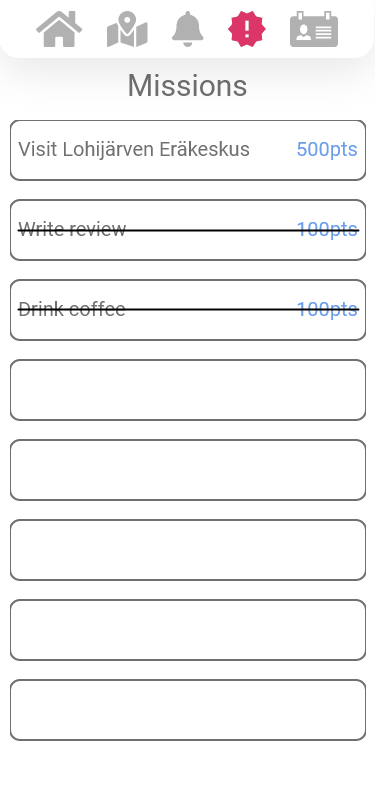 Missions
Visit Lohijärven Eräkeskus 500pts
Write review 100pts
Drink coffee 100pts